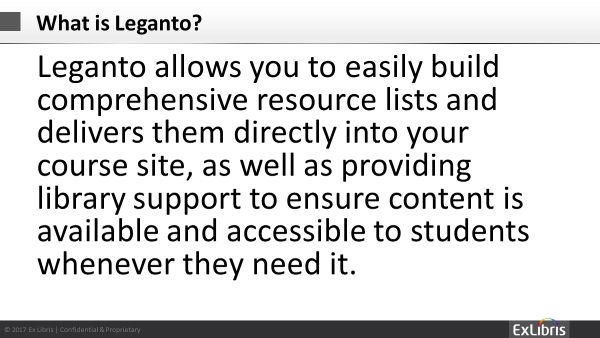 What is Leganto?
Leganto allows you to easily build
comprehensive resource lists and
delivers them directly into your
course site, as well as providing
library support to ensure content is
available and accessible to students
whenever they need it.
© 2017 Ex Libris | Confidential & Proprietary
ExLibris